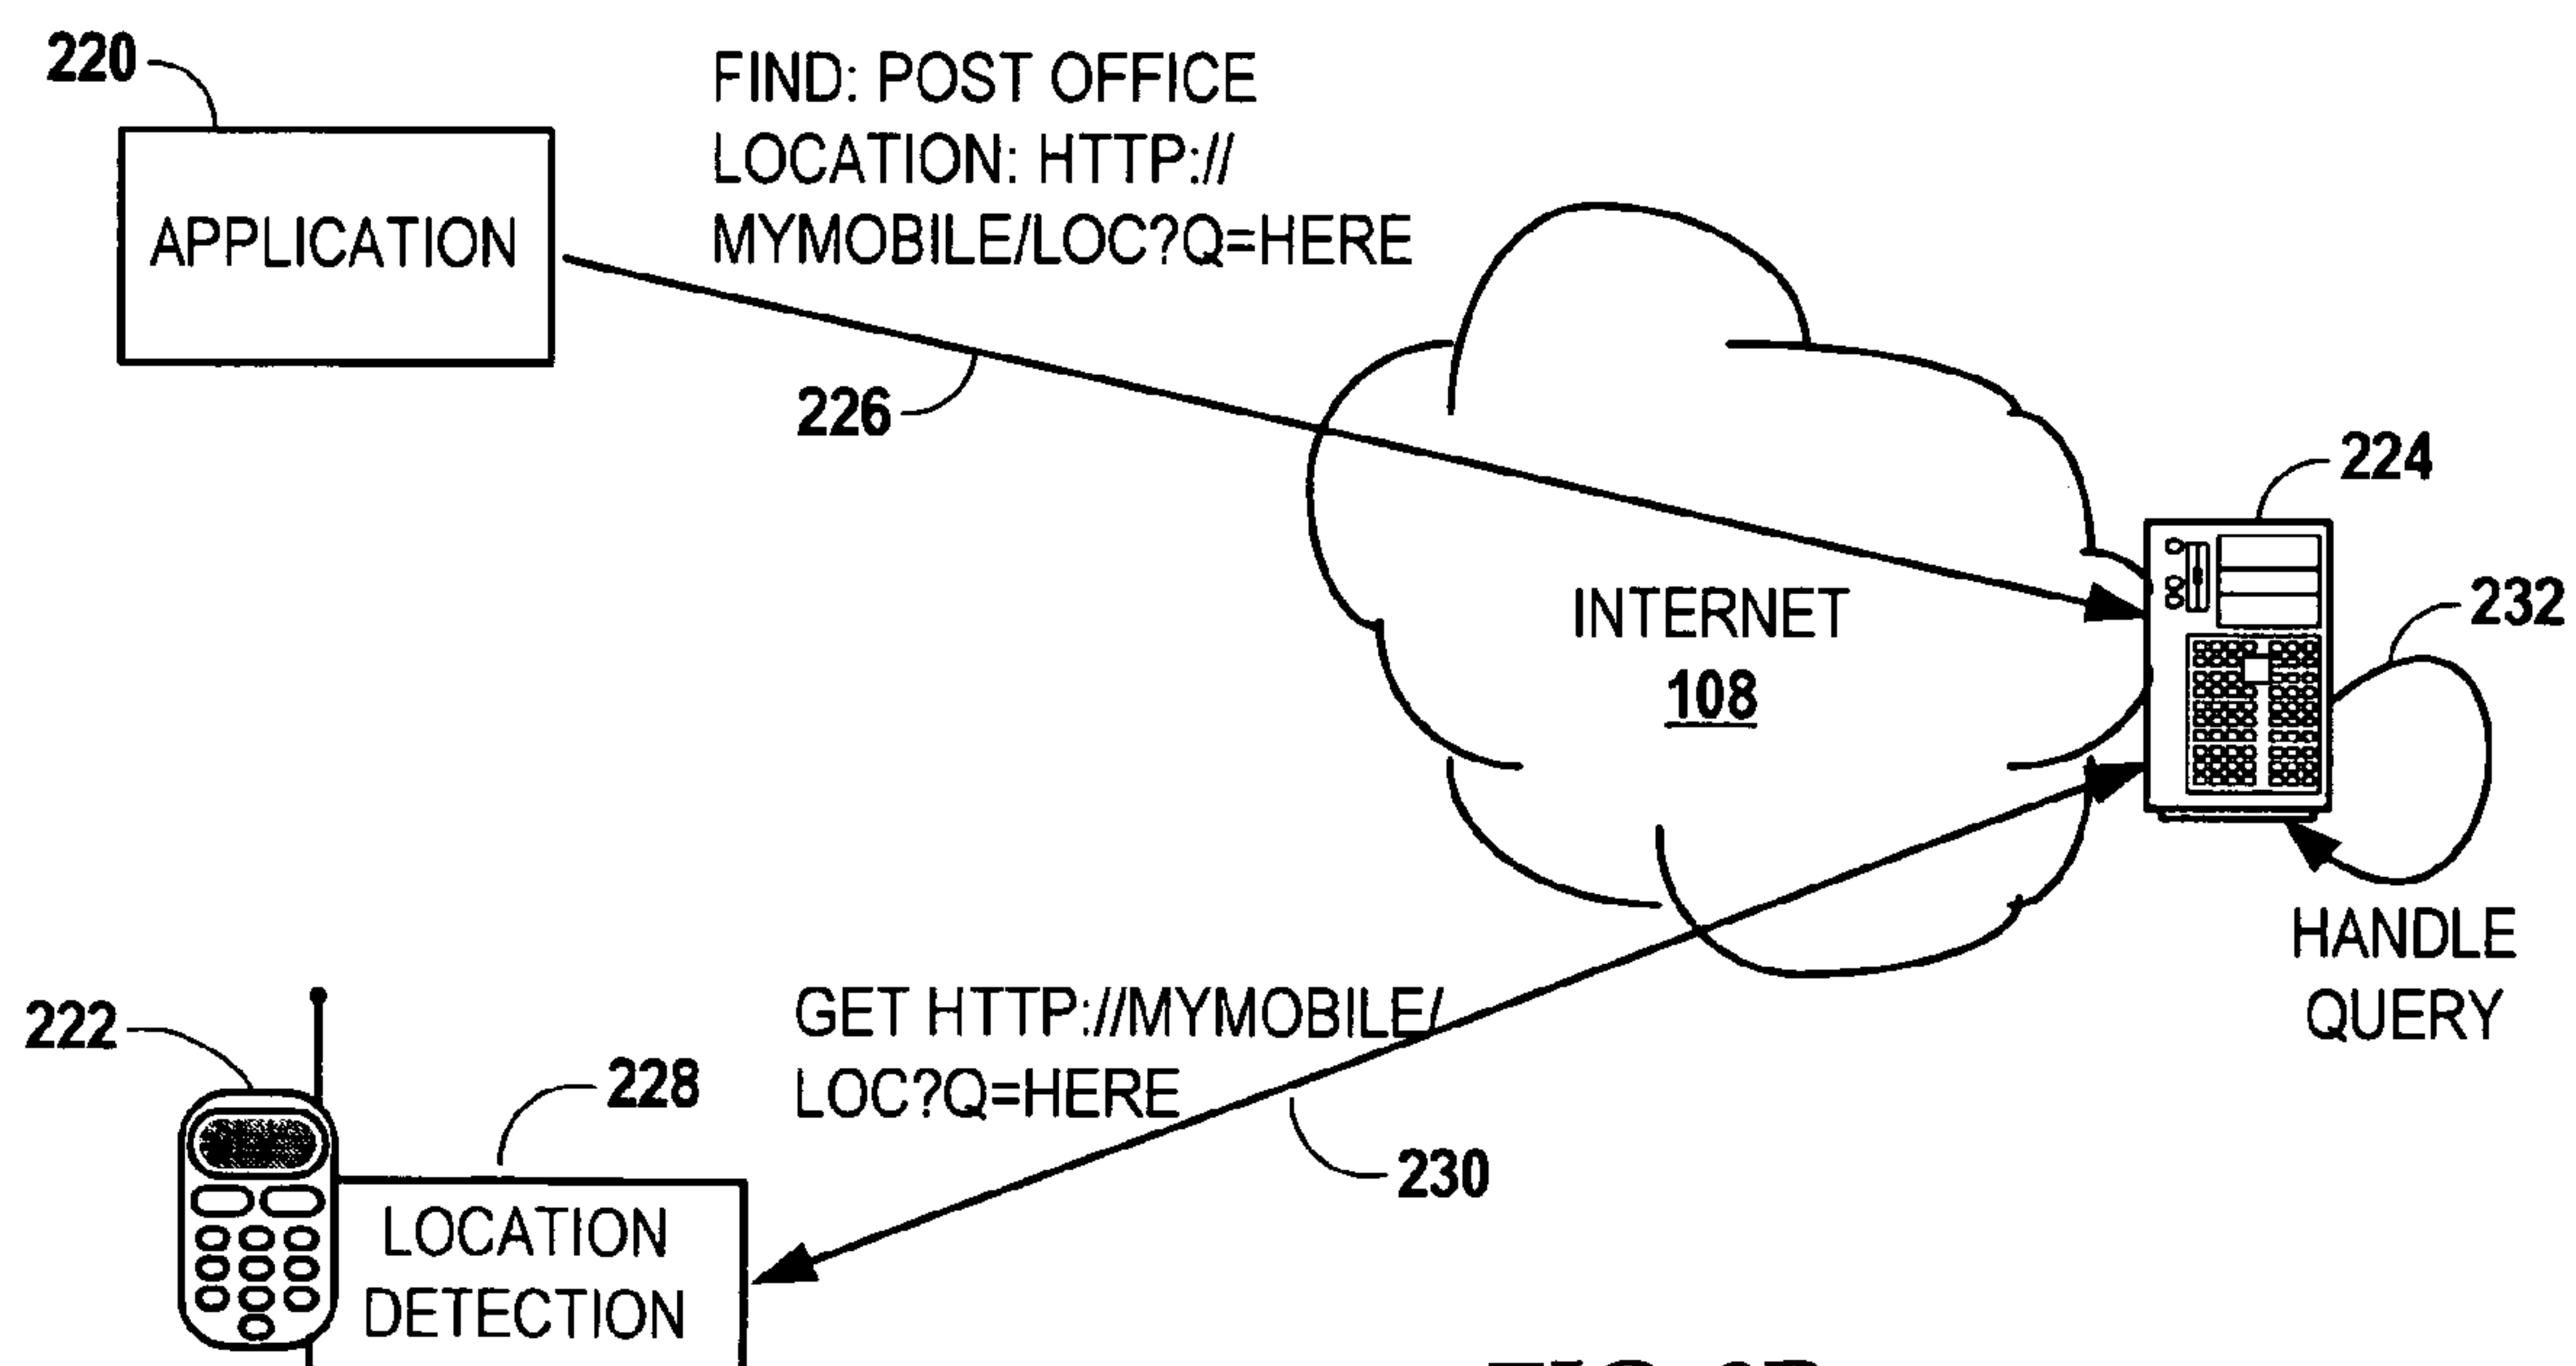 220
FIND: POST OFFICE
LOCATION: HTTP://
MYMOBILE/LOC?Q=HERE
APPLICATION
226
224
INTERNET
108
232
HANDLE
QUERY
GET HTTP://MYMOBILE/
LOC?Q=HERE
222
228
230
LOCATION
DETECTION